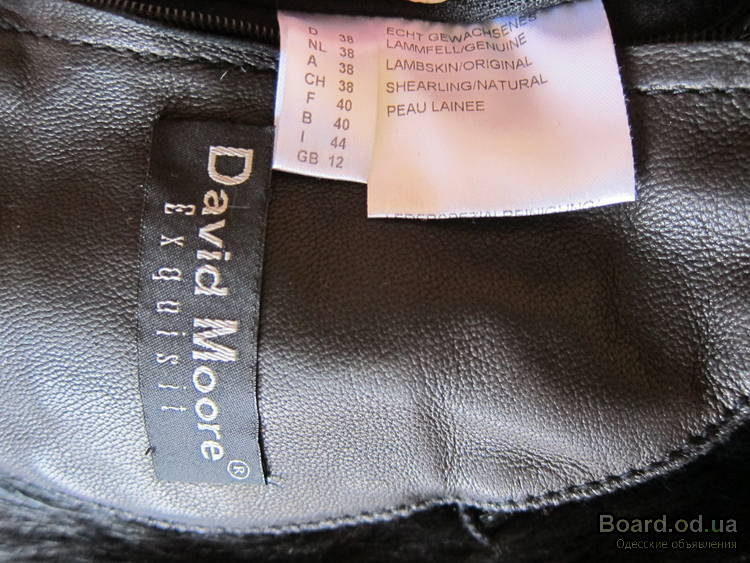 D 38
NL 38
A 38
CH 38
F 40
B 40
I 44
GB 12
ECHT GEWACHSENES
LAMMFELL/GENUINE
LAMBSKIN/ORIGINAL
SHEARLING/NATURAL
PEAU LAINEE
David Moore®
Exquisit
Board.od.ua
Одесские объявления